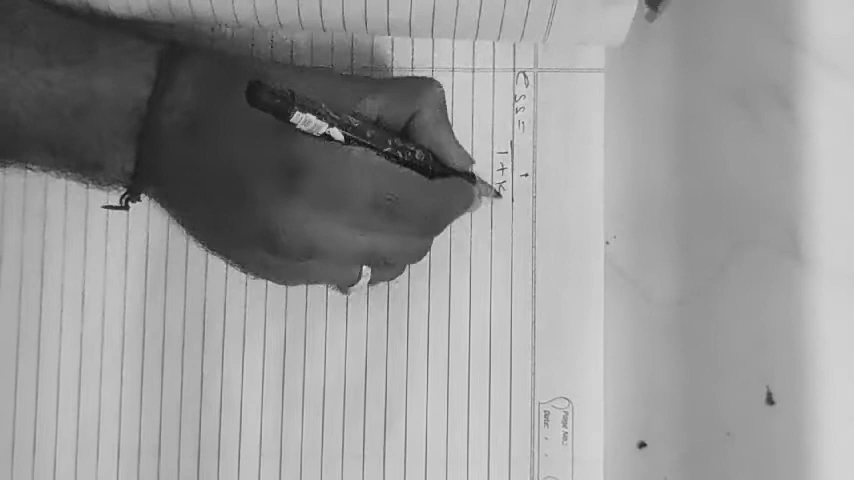 Page No.:
Date:
ess = 1
1 + K